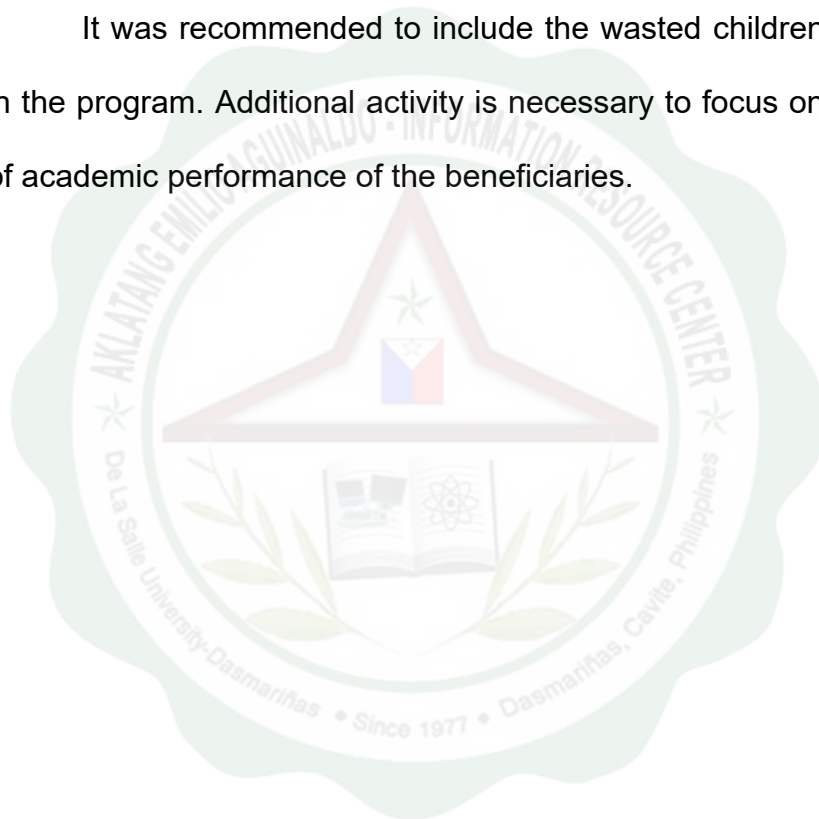 It was recommended to include the wasted children
n the program. Additional activity is necessary to focus on
of academic performance of the beneficiaries.
AKLATANG EMILIO AGUINALDO - INFORMATION RESOURCE CENTER
De La Salle University-Dasmariñas • Since 1977 • Dasmariñas, Cavite, Philippines